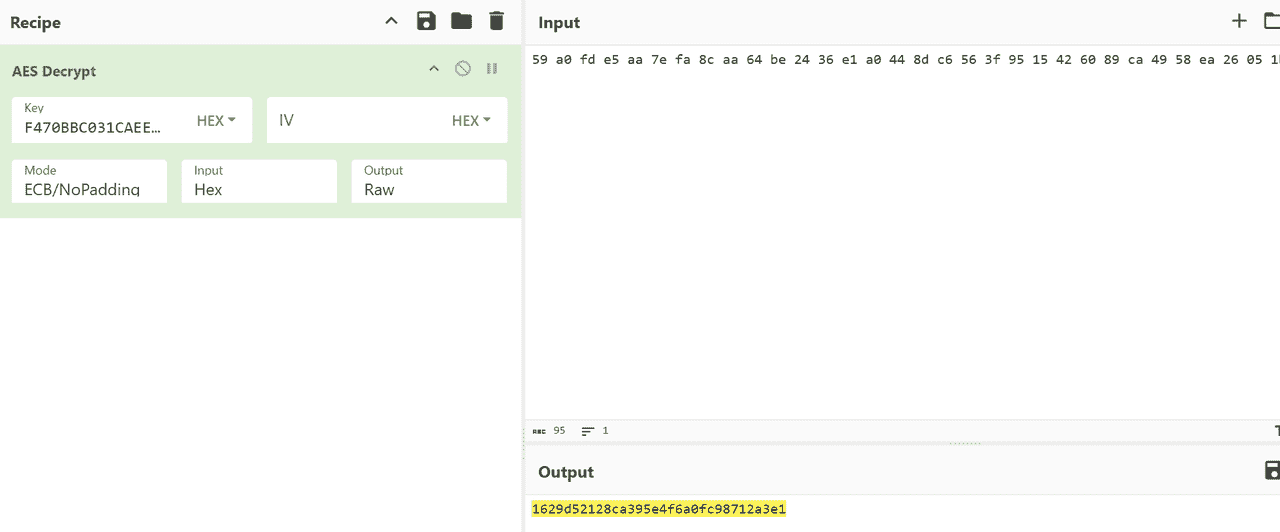 Recipe
AES Decrypt
Key
F470BBC031CAEE…
HEX
IV
HEX
Mode
ECB/NoPadding
Input
Hex
Output
Raw
Input
59 a0 fd e5 aa 7e fa 8c aa 64 be 24 36 e1 a0 44 8d c6 56 3f 95 15 42 60 89 ca 49 58 ea 26 05
95
1
Output
1629d52128ca395e4f6a0fc98712a3e1